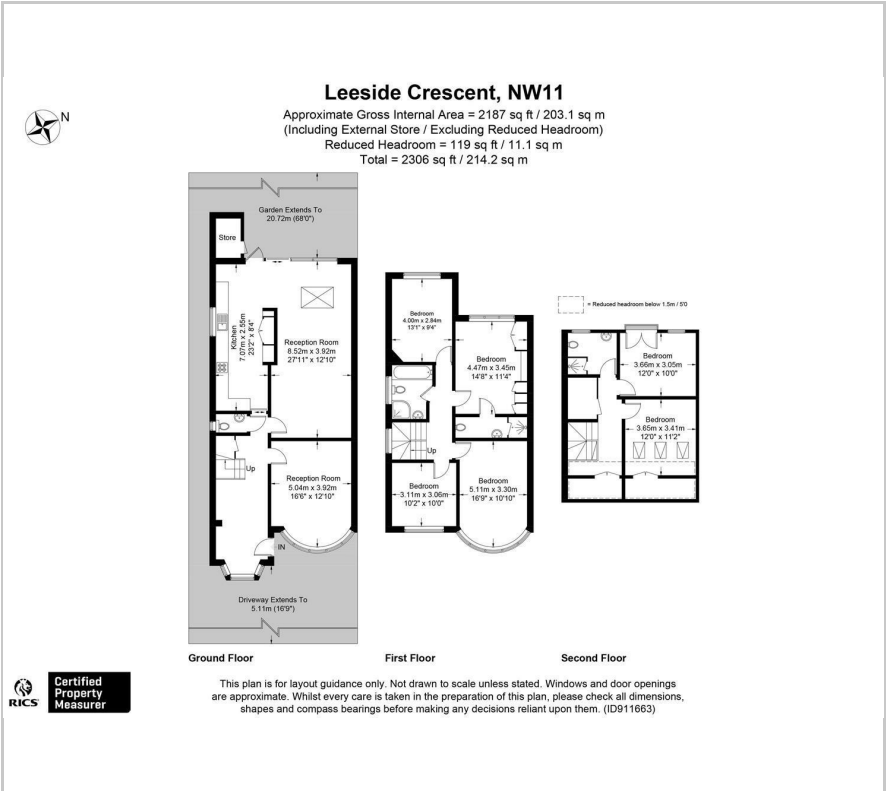 Leeside Crescent, NW11
Approximate Gross Internal Area = 2187 sq ft / 203.1 sq m
(Including External Store / Excluding Reduced Headroom)
Reduced Headroom = 119 sq ft / 11.1 sq m
Total = 2306 sq ft / 214.2 sq m
N
Garden Extends To
20.72m (68'0")
Store
Kitchen
7.07m x 2.55m
23'2" x 8'4"
Reception Room
8.52m x 3.92m
27'11" x 12'10"
Up
Reception Room
5.04m x 3.92m
16'6" x 12'10"
IN
Driveway Extends To
5.11m (16'9")
Ground Floor
Bedroom
4.00m x 2.84m
13'1" x 9'4"
Bedroom
4.47m x 3.45m
14'8" x 11'4"
Up
Bedroom
3.11m x 3.06m
10'2" x 10'0"
Bedroom
5.11m x 3.30m
16'9" x 10'10"
First Floor
= Reduced headroom below 1.5m / 5'0
Bedroom
3.66m x 3.05m
12'0" x 10'0"
Bedroom
3.65m x 3.41m
12'0" x 11'2"
Second Floor
RICS
Certified
Property
Measurer
This plan is for layout guidance only. Not drawn to scale unless stated. Windows and door openings
are approximate. Whilst every care is taken in the preparation of this plan, please check all dimensions,
shapes and compass bearings before making any decisions reliant upon them. (ID911663)